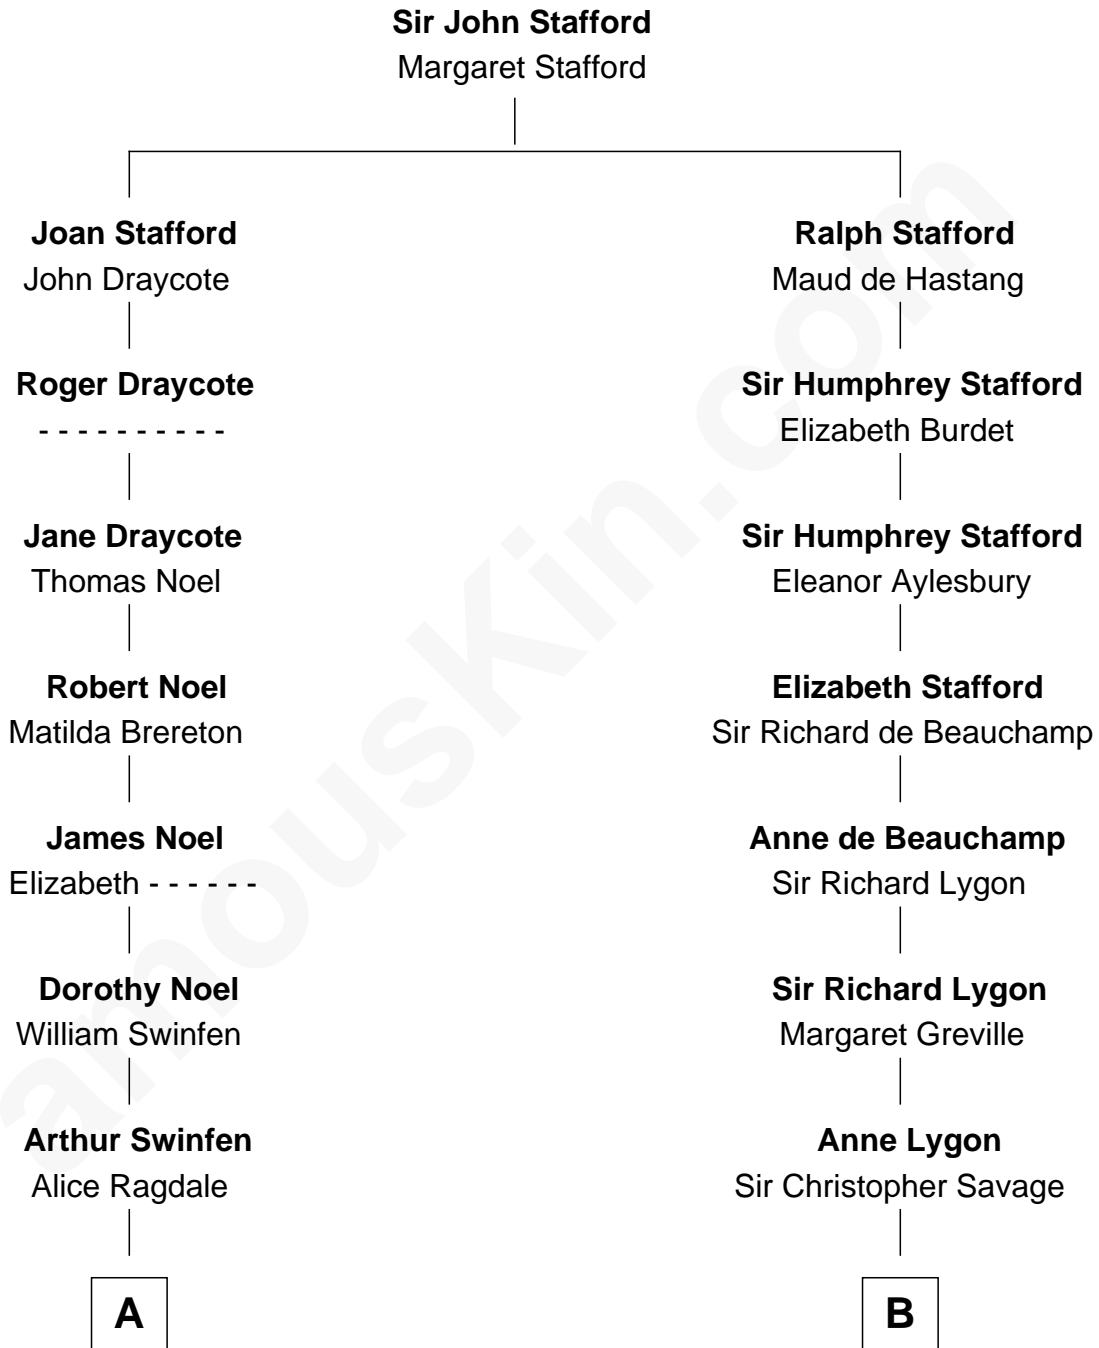 Sir John Stafford
Margaret Stafford
Joan Stafford
John Draycote
Ralph Stafford
Maud de Hastang
Roger Draycote
- - - - - - - - - -
Sir Humphrey Stafford
Elizabeth Burdet
Jane Draycote
Thomas Noel
Sir Humphrey Stafford
Eleanor Aylesbury
Robert Noel
Matilda Brereton
Elizabeth Stafford
Sir Richard de Beauchamp
James Noel
Elizabeth - - - - - -
Anne de Beauchamp
Sir Richard Lygon
Dorothy Noel
William Swinfen
Sir Richard Lygon
Margaret Greville
Arthur Swinfen
Alice Ragdale
Anne Lygon
Sir Christopher Savage
A
B
amousKin.com